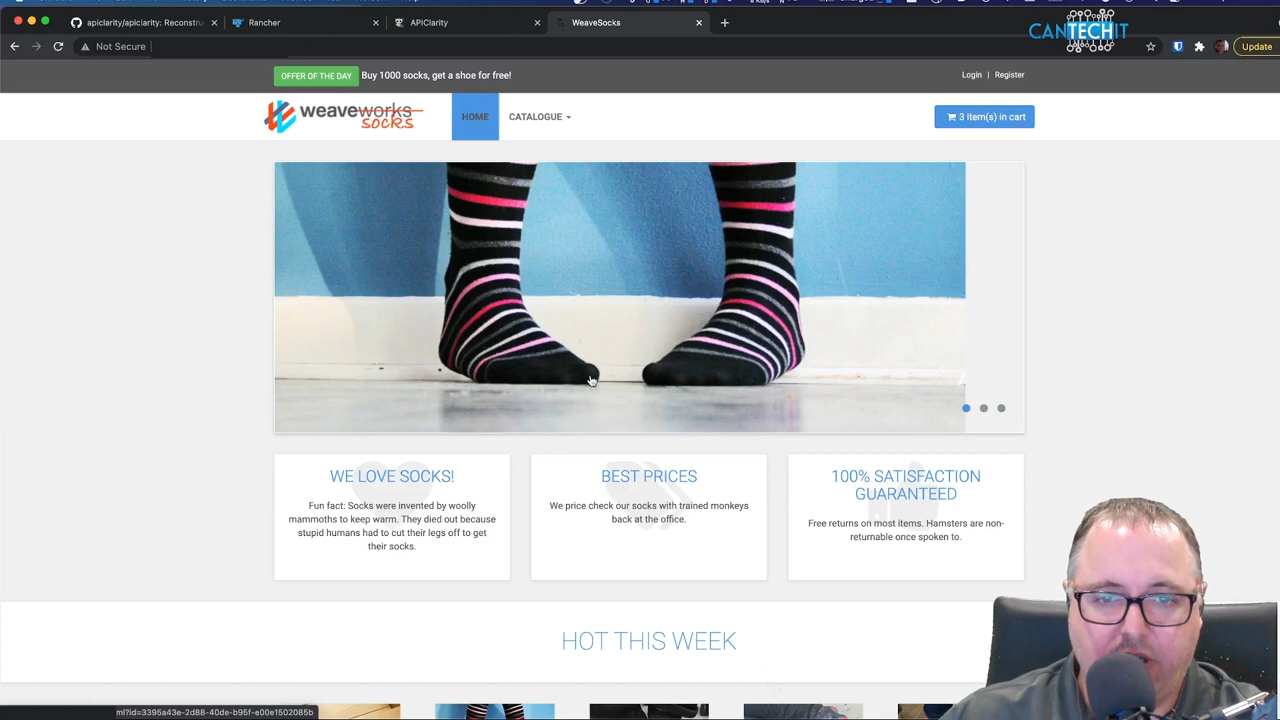 apiclarity/apiclarity: Reconstru
Rancher
APIClarity
WeaveSocks
CANTECHIT
Not Secure
Update
OFFER OF THE DAY
Buy 1000 socks, get a shoe for free!
Login | Register
weaveworks
socks
HOME
CATALOGUE
3 item(s) in cart
WE LOVE SOCKS!
Fun fact: Socks were invented by woolly
mammoths to keep warm. They died out because
stupid humans had to cut their legs off to get
their socks.
BEST PRICES
We price check our socks with trained monkeys
back at the office.
100% SATISFACTION
GUARANTEED
Free returns on most items. Hamsters are non-
returnable once spoken to.
HOT THIS WEEK
ml?id=3395a43e-2d88-40de-b95f-e00e1502085b